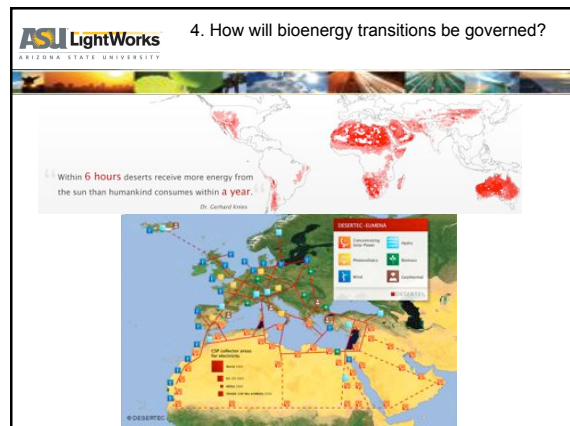 ASU LightWorks
ARIZONA STATE UNIVERSITY
4. How will bioenergy transitions be governed?
“Within 6 hours deserts receive more energy from
the sun than humankind consumes within a year.”
Dr. Gerhard Knies
DESERTEC-EUMENA
Concentrating Solar Power
Hydro
Photovoltaics
Biomass
Wind
Geothermal
DESERTEC
CSP collector areas
for electricity
© DESERTEC